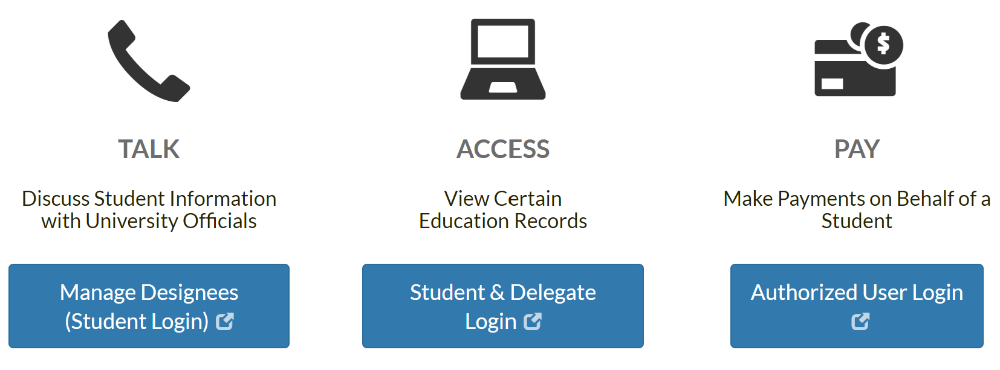 TALK
Discuss Student Information
with University Officials
Manage Designees
(Student Login)
ACCESS
View Certain
Education Records
Student & Delegate
Login
$
PAY
Make Payments on Behalf of a
Student
Authorized User Login